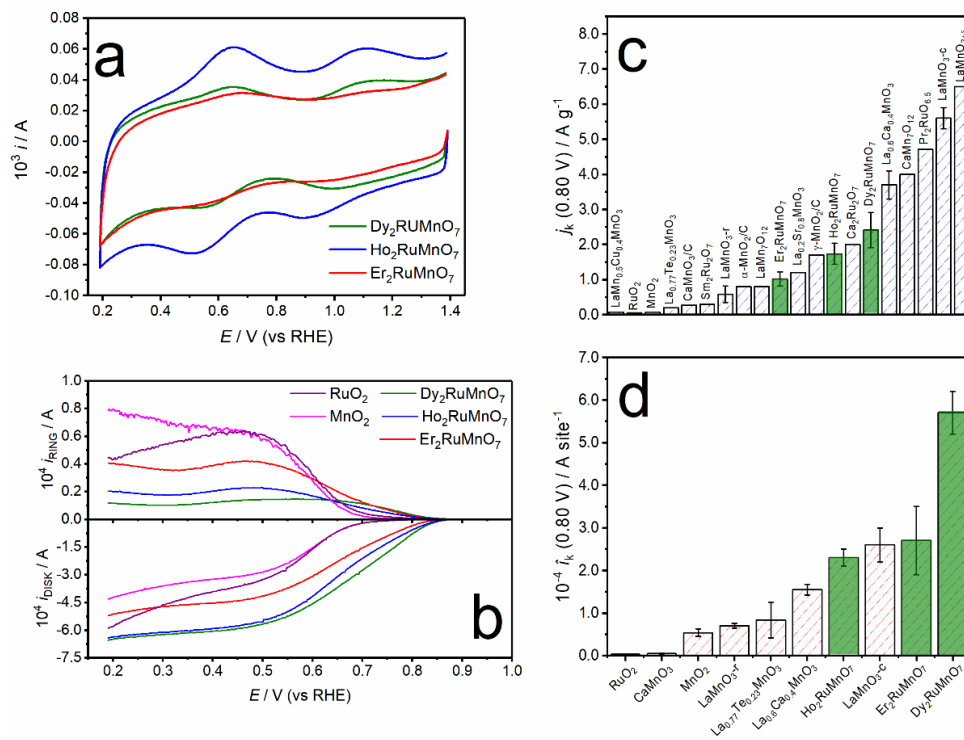 a
0.08
0.06
0.04
0.02
0.00
-0.02
-0.04
-0.06
-0.08
-0.10
10³ i / A
Dy₂RUMnO₇
Ho₂RuMnO₇
Er₂RuMnO₇
0.2 0.4 0.6 0.8 1.0 1.2 1.4
E / V (vs RHE)
1.0
0.8
0.6
0.4
0.2
0.0
10⁴ i_RING / A
RuO₂
MnO₂
Dy₂RuMnO₇
Ho₂RuMnO₇
Er₂RuMnO₇
-1.5
-3.0
-4.5
-6.0
-7.5
10⁴ i_DISK / A
b
0.2 0.3 0.4 0.5 0.6 0.7 0.8 0.9 1.0
E / V (vs RHE)
c
8.0
7.0
6.0
5.0
4.0
3.0
2.0
1.0
0.0
j_k (0.80 V) / A g⁻¹
LaMn₀.₆Cu₀.₄MnO₃
RuO₂
MnO₂
La₀.₇₇Te₀.₂₃MnO₃
CaMnO₃/C
Sm₂Ru₂O₇
LaMnO₃-r
α-MnO₂/C
LaMn₇O₁₂
Er₂RuMnO₇
La₀.₂Sr₀.₈MnO₃
γ-MnO₂/C
Ho₂RuMnO₇
Ca₂Ru₂O₇
Dy₂RuMnO₇
La₀.₆Ca₀.₄MnO₃
CaMn₇O₁₂
Pr₂RuO₆.₅
LaMnO₃-c
d
7.0
6.0
5.0
4.0
3.0
2.0
1.0
0.0
10⁻⁴ î_k (0.80 V) / A site⁻¹
RuO₂
CaMnO₃
MnO₂
LaMnO₃-r
La₀.₇₇Te₀.₂₃MnO₃
La₀.₆Ca₀.₄MnO₃
Ho₂RuMnO₇
LaMnO₃-c
Er₂RuMnO₇
Dy₂RuMnO₇